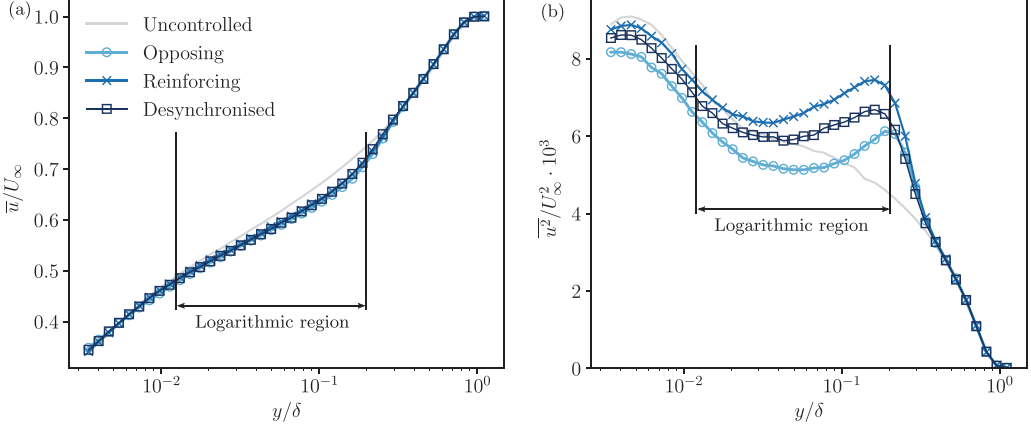 (a)
1.0
0.9
0.8
0.7
0.6
0.5
0.4
u̅/U∞
Uncontrolled
Opposing
Reinforcing
Desynchronised
Logarithmic region
10⁻² 10⁻¹ 10⁰
y/δ
(b)
8
6
4
2
0
u²̅/U²∞ · 10³
Logarithmic region
10⁻² 10⁻¹ 10⁰
y/δ